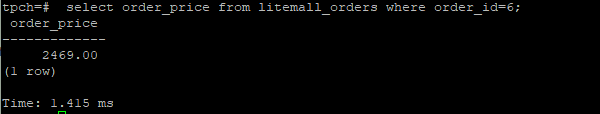 tpch=#  select order_price from litemall_orders where order_id=6;
 order_price
-------------
     2469.00
(1 row)
Time: 1.415 ms